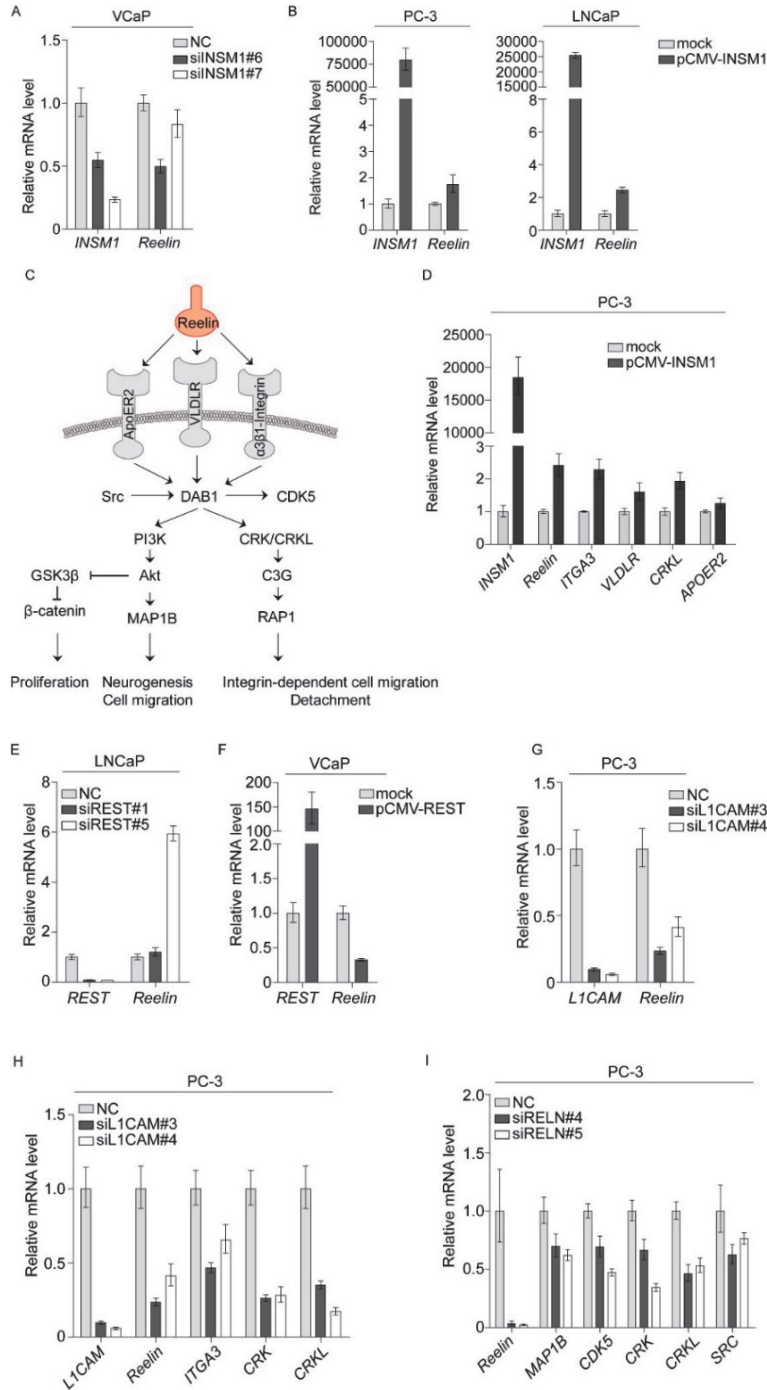 A
VCaP
NC
siINSM1#6
siINSM1#7
Relative mRNA level
1.5
1.0
0.5
0
INSM1 Reelin
B
PC-3
Relative mRNA level
100000
75000
50000
25000
5
4
3
2
1
0
INSM1 Reelin
LNCaP
mock
pCMV-INSM1
30000
25000
20000
15000
10000
8
6
4
2
0
INSM1 Reelin
C
Reelin
ApoER2
VLDLR
α3β1-Integrin
Src DAB1 CDK5
PI3K CRK/CRKL
GSK3β Akt C3G
β-catenin MAP1B RAP1
Proliferation Neurogenesis Integrin-dependent cell migration
Cell migration Detachment
D
PC-3
mock
pCMV-INSM1
Relative mRNA level
25000
20000
15000
10000
4
3
2
1
0
INSM1 Reelin ITGA3 VLDLR CRKL APOER2
E
LNCaP
NC
siREST#1
siREST#5
Relative mRNA level
8
6
4
2
0
REST Reelin
F
VCaP
mock
pCMV-REST
Relative mRNA level
200
150
100
50
2.0
1.5
1.0
0.5
0
REST Reelin
G
PC-3
NC
siL1CAM#3
siL1CAM#4
Relative mRNA level
1.5
1.0
0.5
0
L1CAM Reelin
H
PC-3
NC
siL1CAM#3
siL1CAM#4
Relative mRNA level
1.5
1.0
0.5
0
L1CAM Reelin ITGA3 CRK CRKL
I
PC-3
NC
siRELN#4
siRELN#5
Relative mRNA level
2.0
1.5
1.0
0.5
0
Reelin MAP1B CDK5 CRK CRKL SRC